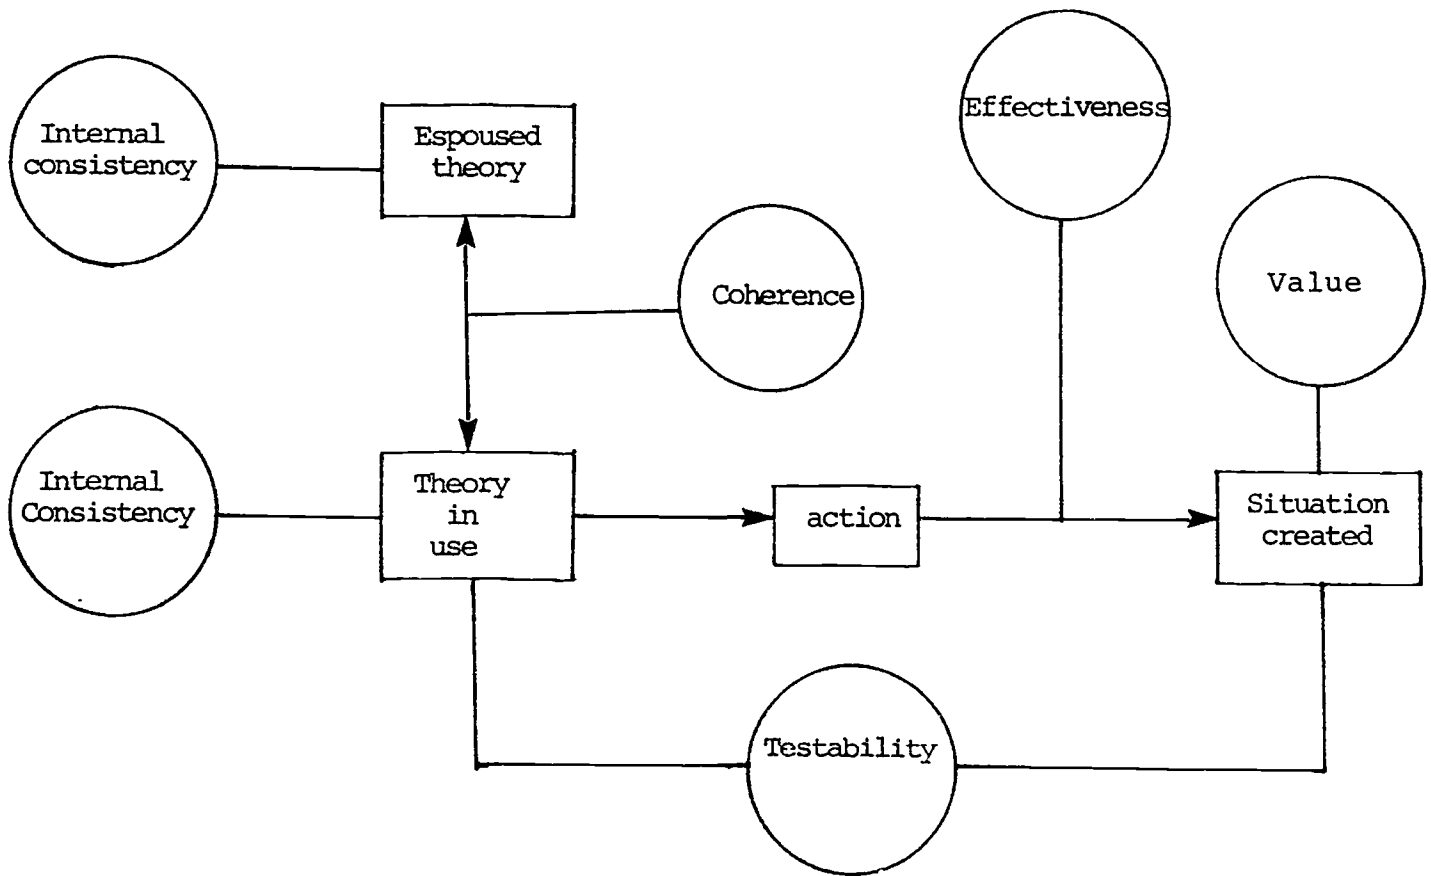 Internal
consistency
Espoused
theory
Effectiveness
Coherence
Value
Internal
Consistency
Theory
in
use
action
Situation
created
Testability